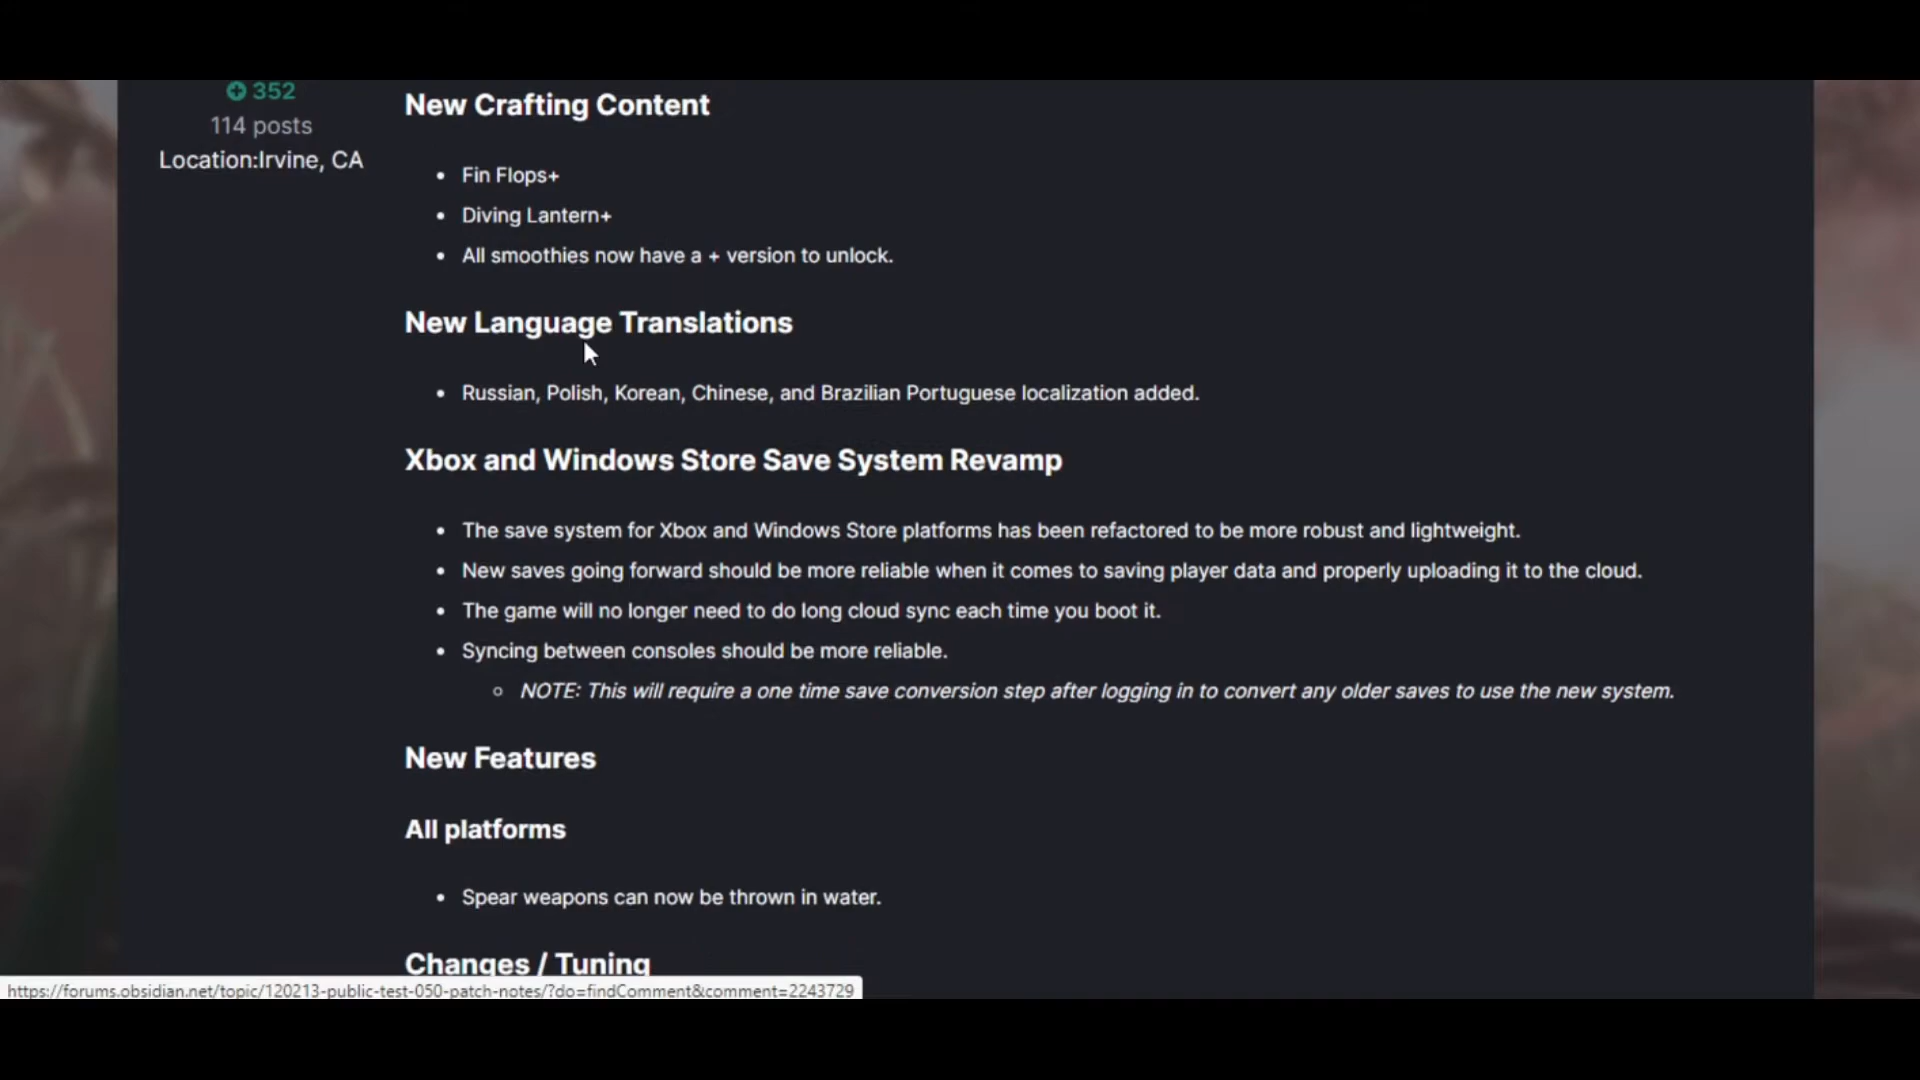 352
114 posts
Location:Irvine, CA
New Crafting Content
Fin Flops+
Diving Lantern+
All smoothies now have a + version to unlock.
New Language Translations
Russian, Polish, Korean, Chinese, and Brazilian Portuguese localization added.
Xbox and Windows Store Save System Revamp
The save system for Xbox and Windows Store platforms has been refactored to be more robust and lightweight.
New saves going forward should be more reliable when it comes to saving player data and properly uploading it to the cloud.
The game will no longer need to do long cloud sync each time you boot it.
Syncing between consoles should be more reliable.
NOTE: This will require a one time save conversion step after logging in to convert any older saves to use the new system.
New Features
All platforms
Spear weapons can now be thrown in water.
Changes / Tuning
https://forums.obsidian.net/topic/120213-public-test-050-patch-notes/?do=findComment&comment=2243729